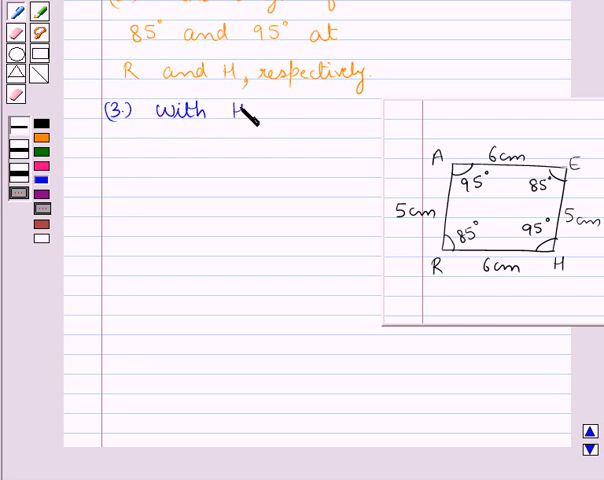 85° and 95° at
R and H, respectively.
(3.) With H
A 6cm E
95° 85°
5cm 5cm
85° 95°
R 6cm H